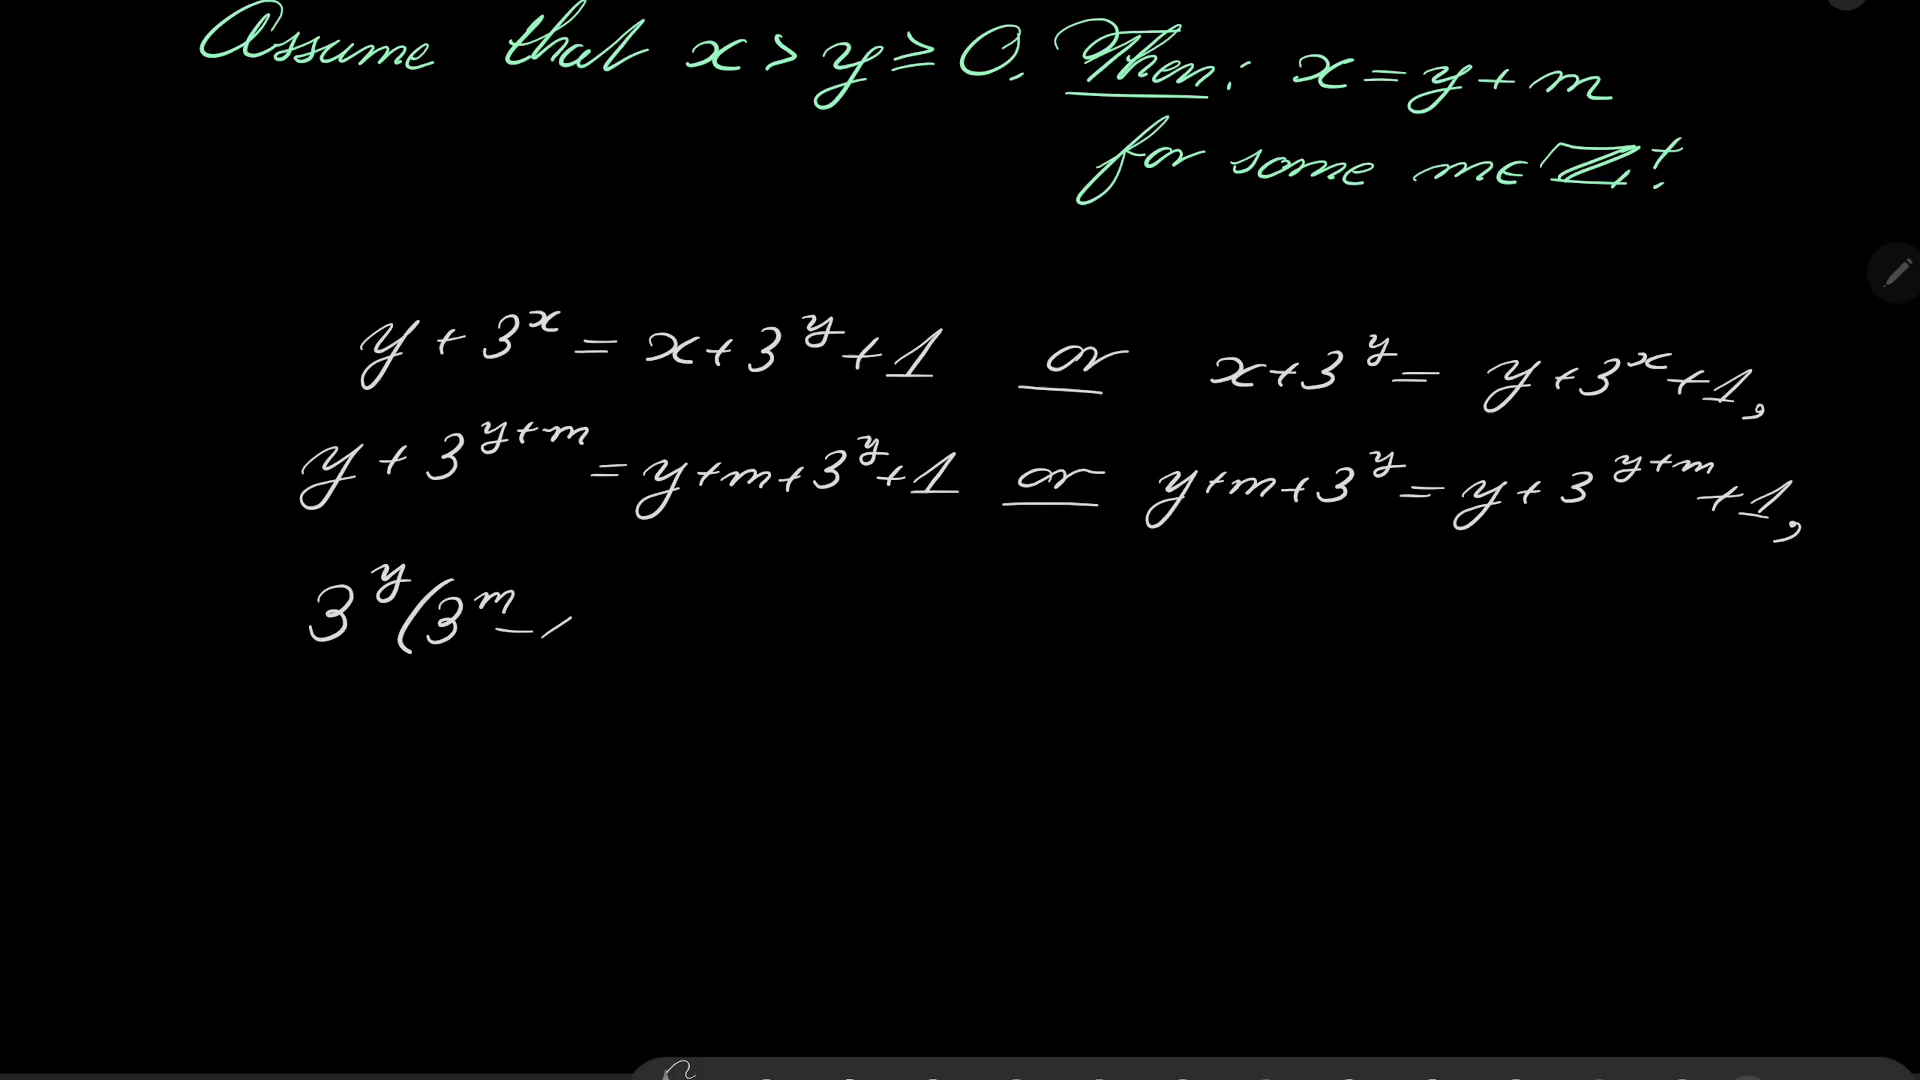 Assume that x > y ≥ 0. Then: x = y + m
for some m ∈ ℤ⁺!
y + 3^x = x + 3^y + 1 or x + 3^y = y + 3^x + 1,
y + 3^{y+m} = y + m + 3^y + 1 or y + m + 3^y = y + 3^{y+m} + 1,
3^y (3^m -